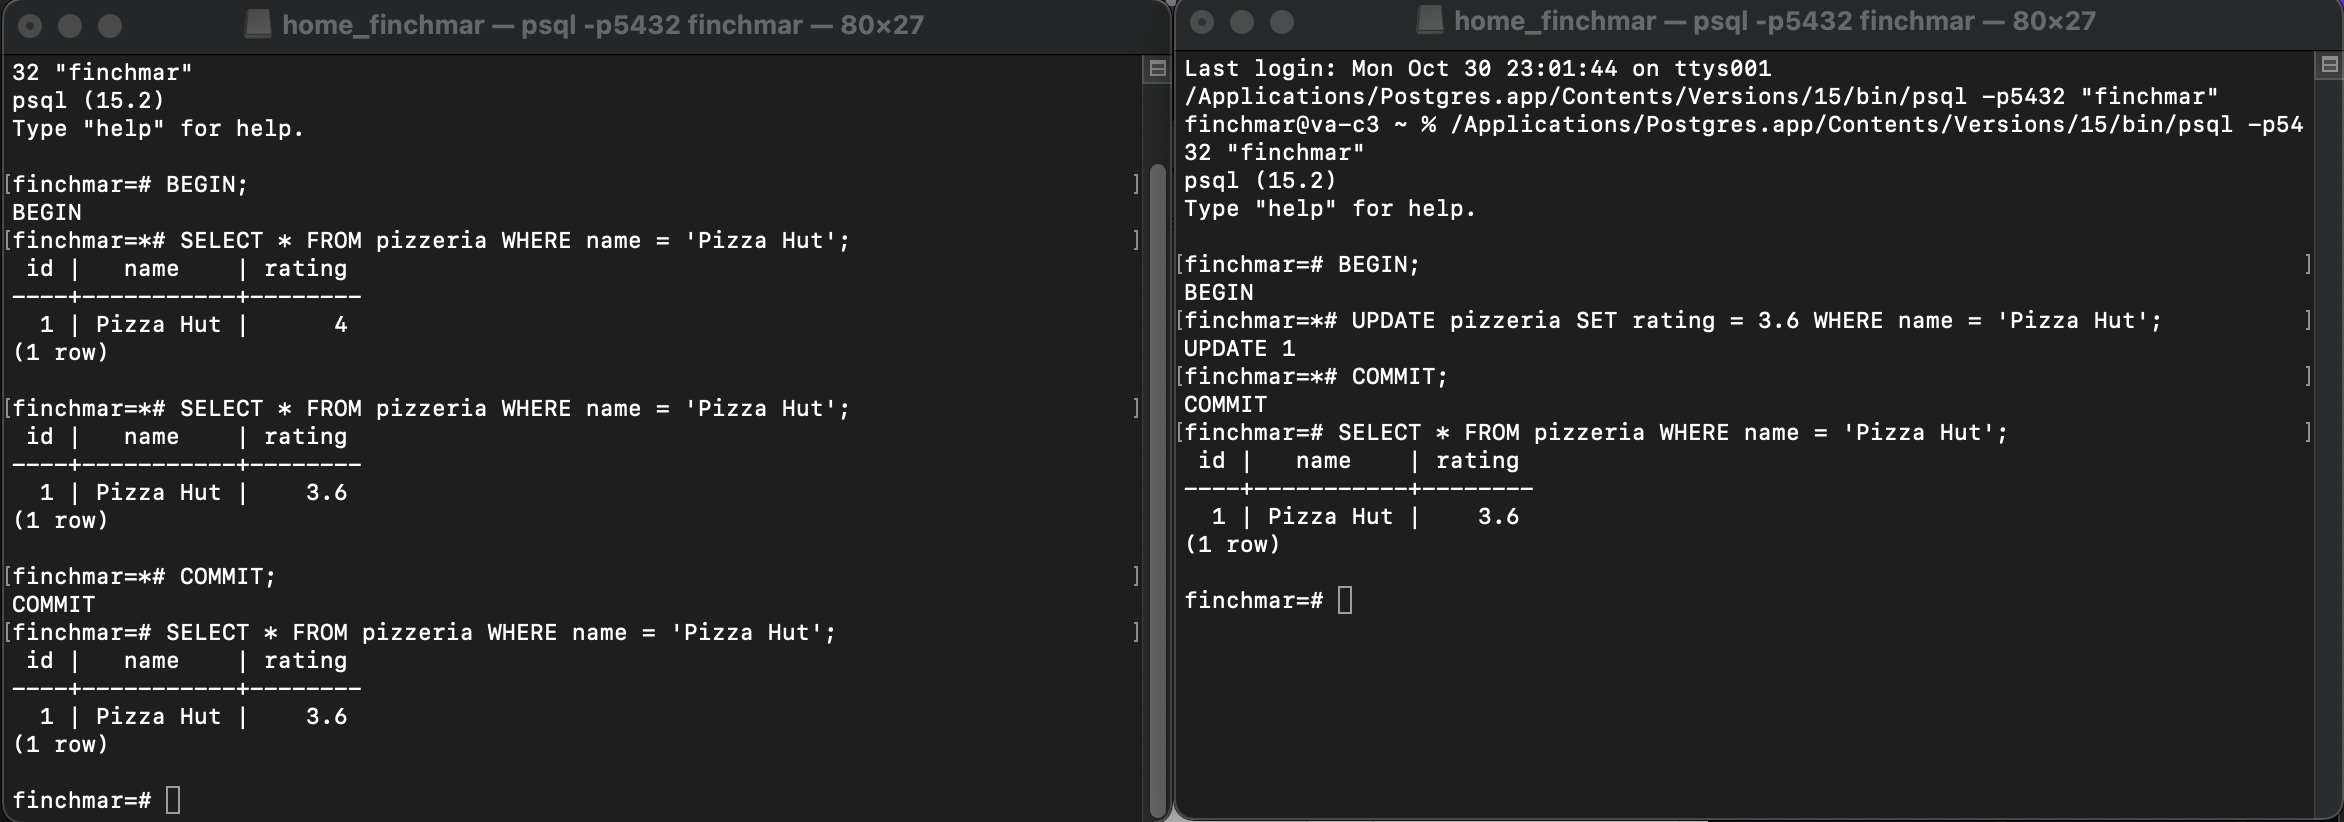 home_finchmar — psql -p5432 finchmar — 80×27
32 "finchmar"
psql (15.2)
Type "help" for help.
[finchmar=# BEGIN; ]
BEGIN
[finchmar=*# SELECT * FROM pizzeria WHERE name = 'Pizza Hut'; ]
 id |   name    | rating
----+-----------+--------
  1 | Pizza Hut |      4
(1 row)
[finchmar=*# SELECT * FROM pizzeria WHERE name = 'Pizza Hut'; ]
 id |   name    | rating
----+-----------+--------
  1 | Pizza Hut |    3.6
(1 row)
[finchmar=*# COMMIT; ]
COMMIT
[finchmar=# SELECT * FROM pizzeria WHERE name = 'Pizza Hut'; ]
 id |   name    | rating
----+-----------+--------
  1 | Pizza Hut |    3.6
(1 row)
finchmar=#
home_finchmar — psql -p5432 finchmar — 80×27
Last login: Mon Oct 30 23:01:44 on ttys001
/Applications/Postgres.app/Contents/Versions/15/bin/psql -p5432 "finchmar"
finchmar@va-c3 ~ % /Applications/Postgres.app/Contents/Versions/15/bin/psql -p54
32 "finchmar"
psql (15.2)
Type "help" for help.
[finchmar=# BEGIN; ]
BEGIN
[finchmar=*# UPDATE pizzeria SET rating = 3.6 WHERE name = 'Pizza Hut'; ]
UPDATE 1
[finchmar=*# COMMIT; ]
COMMIT
[finchmar=# SELECT * FROM pizzeria WHERE name = 'Pizza Hut'; ]
 id |   name    | rating
----+-----------+--------
  1 | Pizza Hut |    3.6
(1 row)
finchmar=#